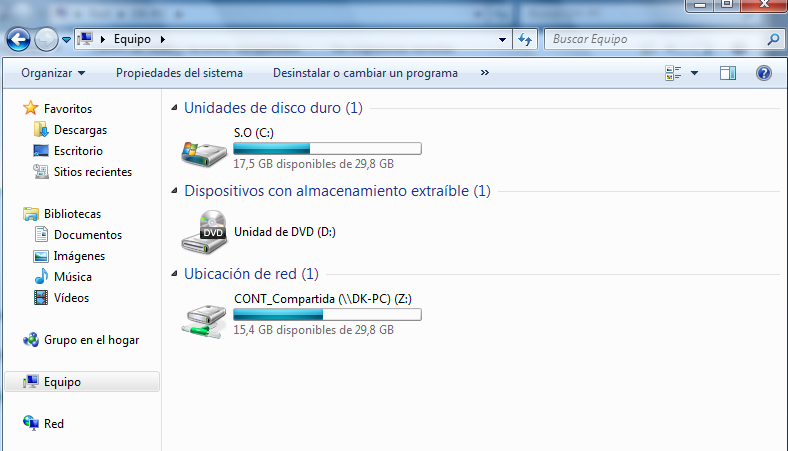 Equipo
Buscar Equipo
Organizar
Propiedades del sistema
Desinstalar o cambiar un programa
»
Favoritos
Descargas
Escritorio
Sitios recientes
Bibliotecas
Documentos
Imágenes
Música
Vídeos
Grupo en el hogar
Equipo
Red
Unidades de disco duro (1)
S.O (C:)
17,5 GB disponibles de 29,8 GB
Dispositivos con almacenamiento extraíble (1)
DVD
Unidad de DVD (D:)
Ubicación de red (1)
CONT_Compartida (\\DK-PC) (Z:)
15,4 GB disponibles de 29,8 GB